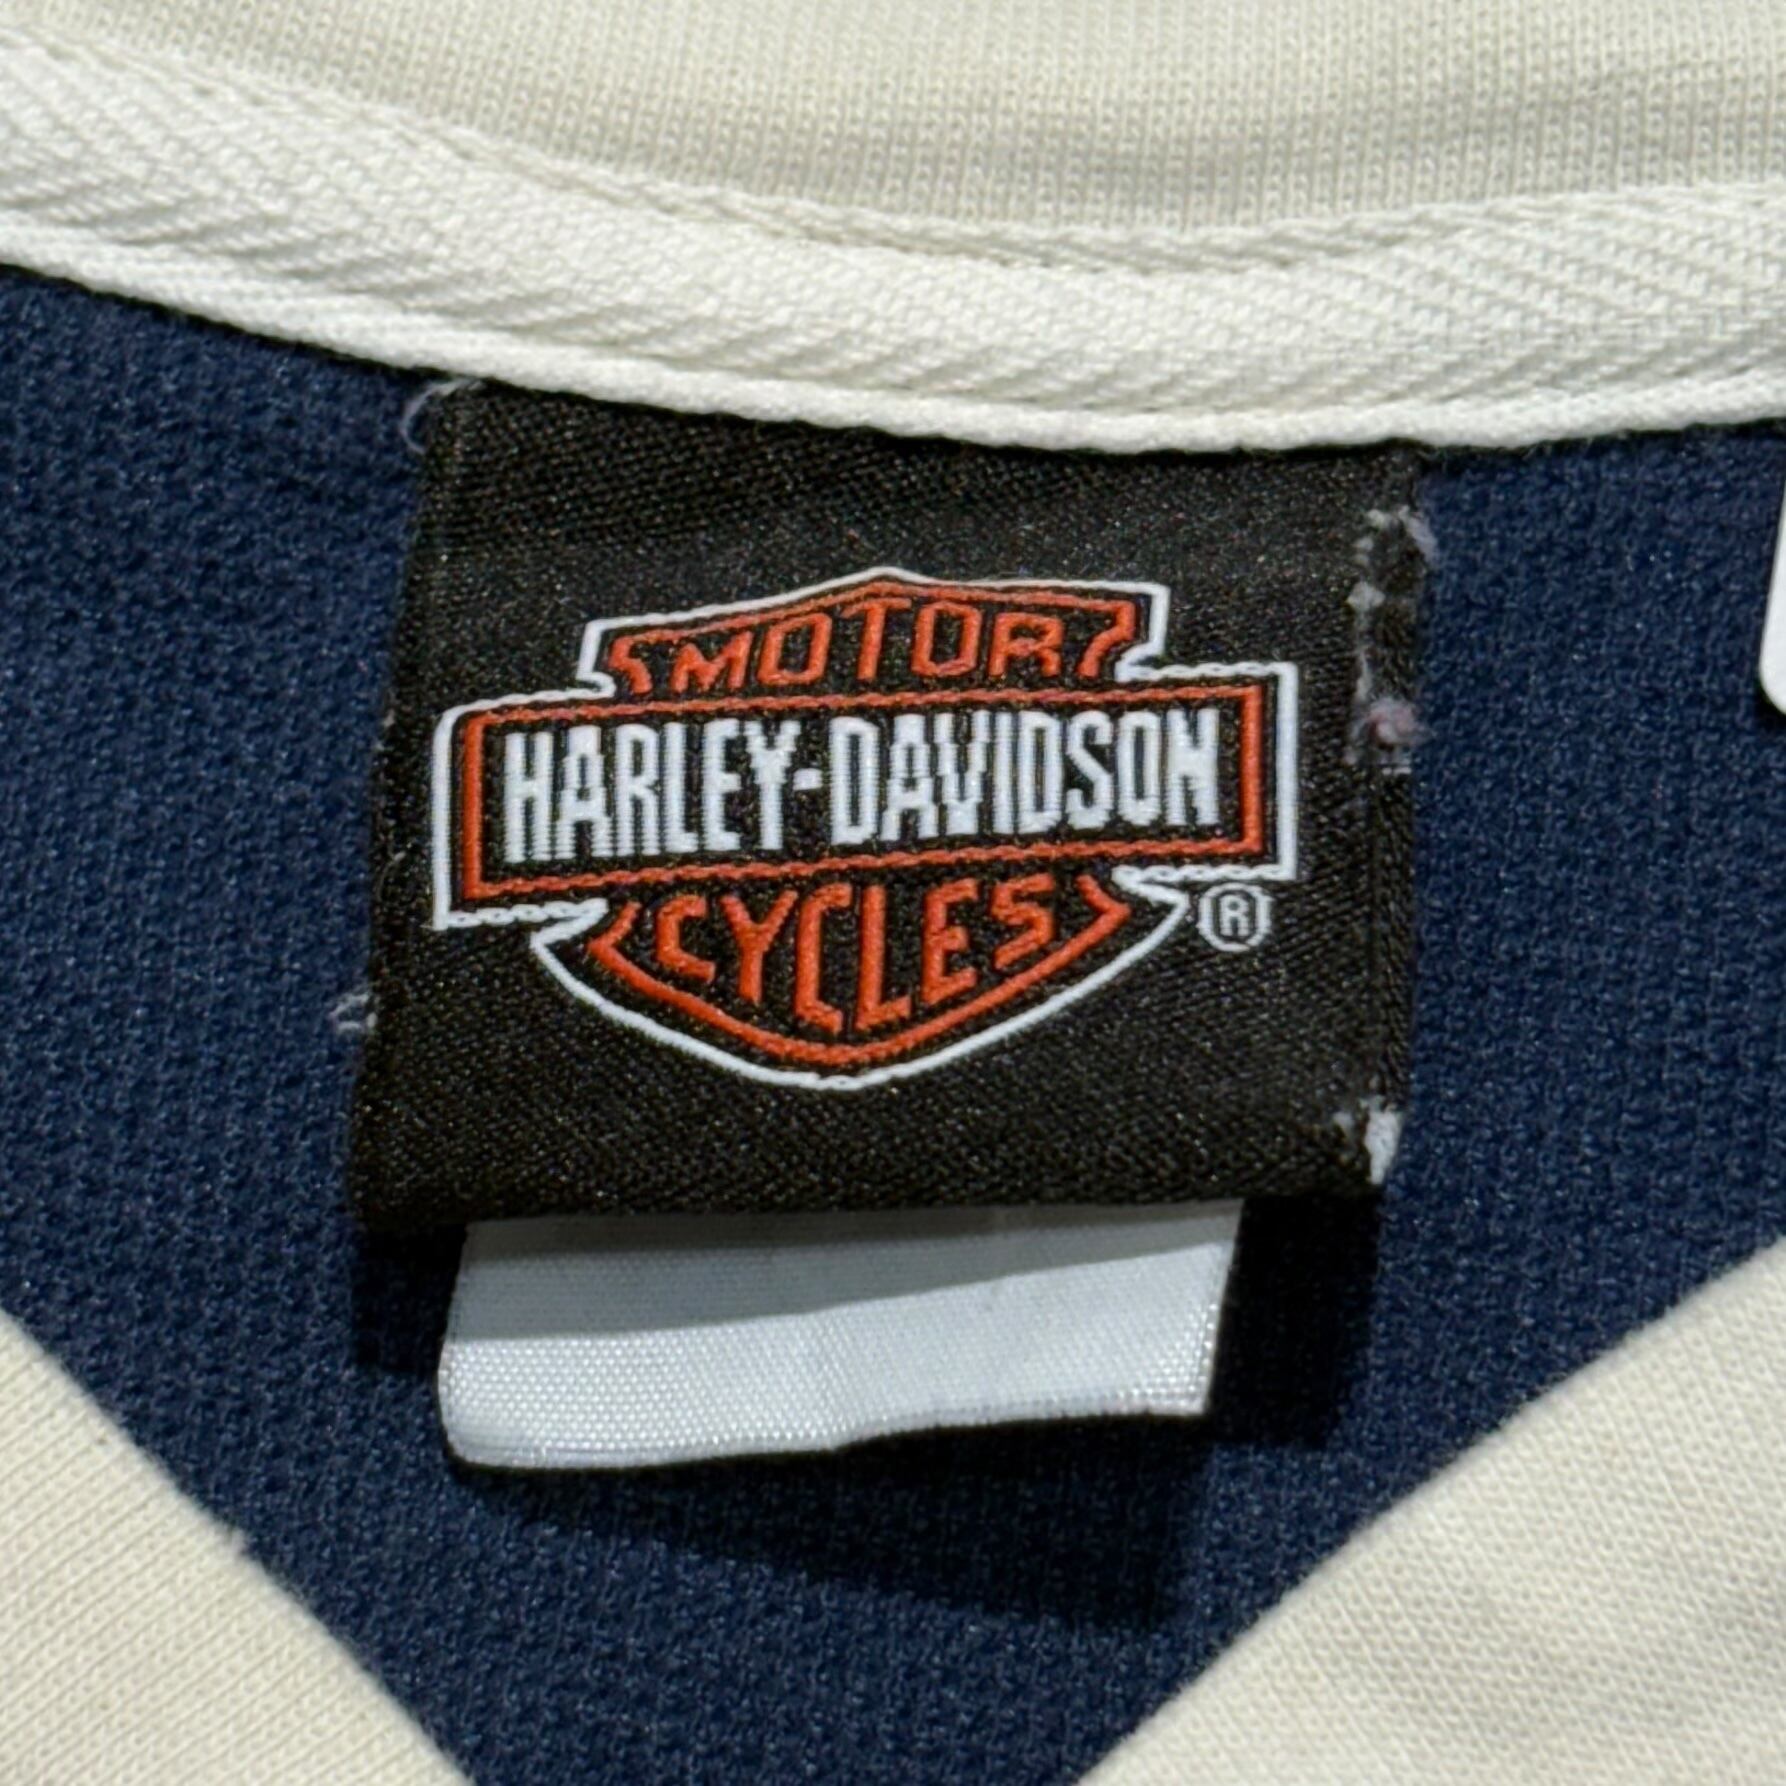 MOTOR
HARLEY-DAVIDSON
CYCLES
®